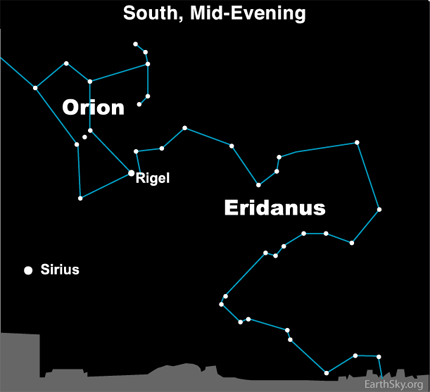 South, Mid-Evening
Orion
Rigel
Eridanus
Sirius
EarthSky.org